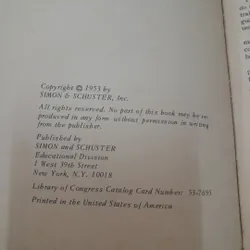 Copyright © 1953 by
SIMON & SCHUSTER, Inc.
All rights reserved. No part of this book may be re-
produced in any form without permission in writing
from the publisher.
Published by
SIMON and SCHUSTER
Educational Division
1 West 39th Street
N.Y., N.Y. 10018
Library of Congress Catalog Card Number: 53-7691
Printed in the United States of America